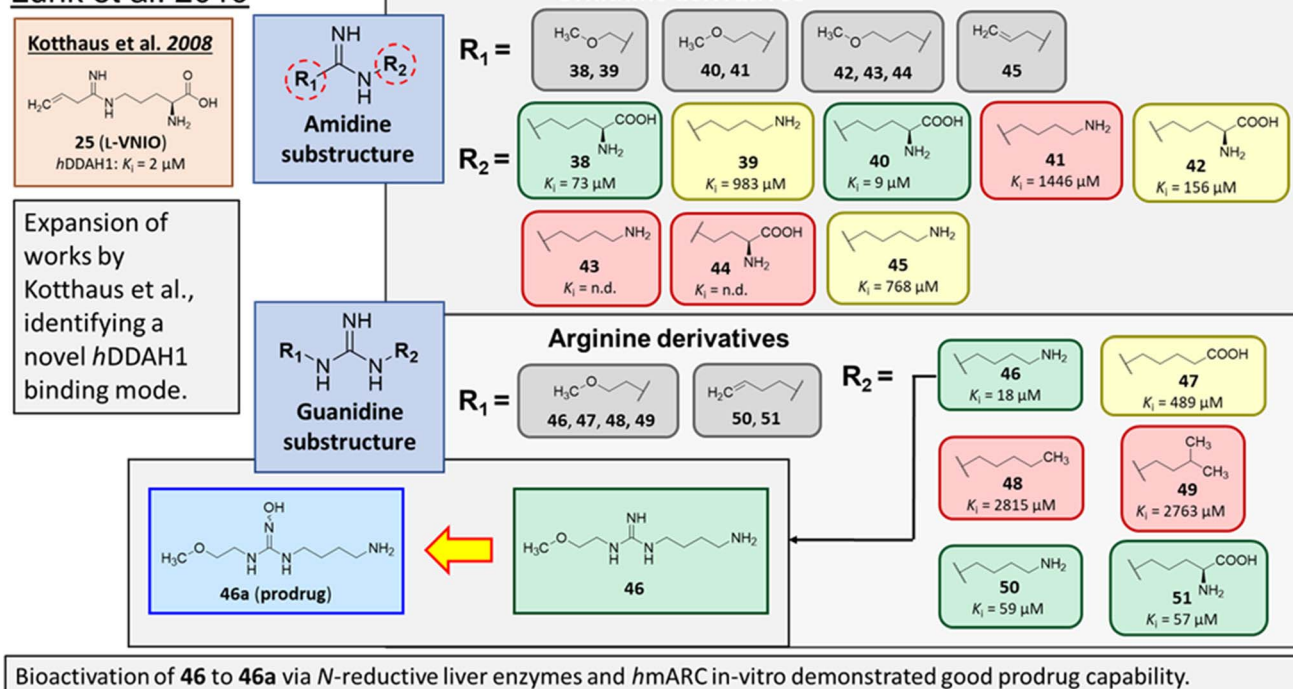 Kotthaus et al. 2008
NH
O
H₂C
N
H
OH
NH₂
25 (L-VNIO)
hDDAH1: Kᵢ = 2 µM
Expansion of
works by
Kotthaus et al.,
identifying a
novel hDDAH1
binding mode.
NH
R₁
N
H
R₂
Amidine
substructure
R₁ =
H₃C O
38, 39
H₃C O
40, 41
H₃C O
42, 43, 44
H₂C
45
R₂ =
COOH
NH₂
38
Kᵢ = 73 µM
NH₂
39
Kᵢ = 983 µM
COOH
NH₂
40
Kᵢ = 9 µM
NH₂
41
Kᵢ = 1446 µM
COOH
NH₂
42
Kᵢ = 156 µM
NH₂
43
Kᵢ = n.d.
COOH
NH₂
44
Kᵢ = n.d.
NH₂
45
Kᵢ = 768 µM
NH
R₁ N N R₂
H H
Guanidine
substructure
Arginine derivatives
R₁ =
H₃C O
46, 47, 48, 49
H₂C
50, 51
R₂ =
NH₂
46
Kᵢ = 18 µM
COOH
47
Kᵢ = 489 µM
CH₃
48
Kᵢ = 2815 µM
CH₃
CH₃
49
Kᵢ = 2763 µM
NH₂
50
Kᵢ = 59 µM
COOH
NH₂
51
Kᵢ = 57 µM
OH
N
H₃C O N N NH₂
H H
46a (prodrug)
NH
H₃C O N N NH₂
H H
46
Bioactivation of 46 to 46a via N-reductive liver enzymes and hmARC in-vitro demonstrated good prodrug capability.